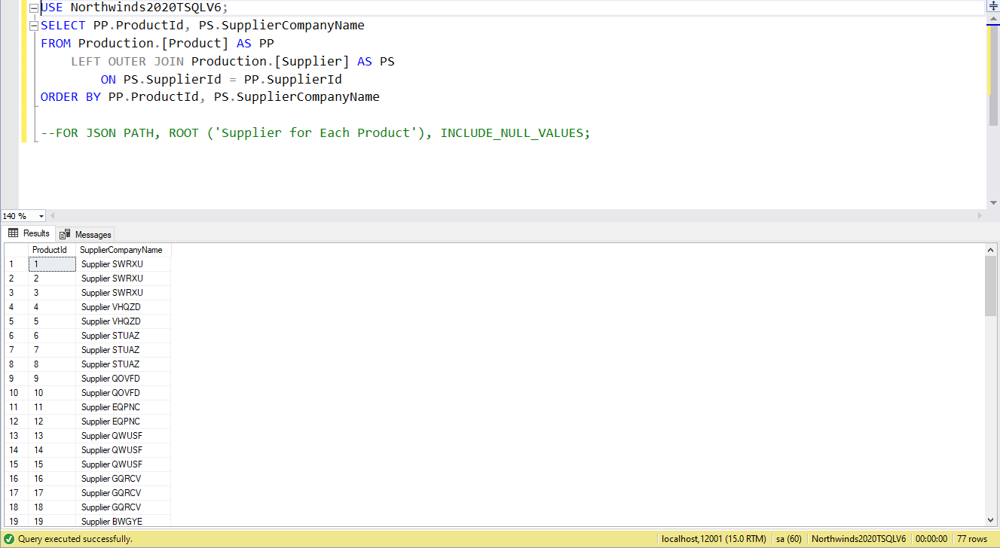 USE Northwinds2020TSQLV6;
SELECT PP.ProductId, PS.SupplierCompanyName
FROM Production.[Product] AS PP
LEFT OUTER JOIN Production.[Supplier] AS PS
ON PS.SupplierId = PP.SupplierId
ORDER BY PP.ProductId, PS.SupplierCompanyName
--FOR JSON PATH, ROOT ('Supplier for Each Product'), INCLUDE_NULL_VALUES;
140 %
Results Messages
ProductId SupplierCompanyName
1 1 Supplier SWRXU
2 2 Supplier SWRXU
3 3 Supplier SWRXU
4 4 Supplier VHQZD
5 5 Supplier VHQZD
6 6 Supplier STUAZ
7 7 Supplier STUAZ
8 8 Supplier STUAZ
9 9 Supplier QOVFD
10 10 Supplier QOVFD
11 11 Supplier EQPNC
12 12 Supplier EQPNC
13 13 Supplier QWUSF
14 14 Supplier QWUSF
15 15 Supplier QWUSF
16 16 Supplier GQRCV
17 17 Supplier GQRCV
18 18 Supplier GQRCV
19 19 Supplier BWGYE
Query executed successfully. localhost,12001 (15.0 RTM) sa (60) Northwinds2020TSQLV6 00:00:00 77 rows